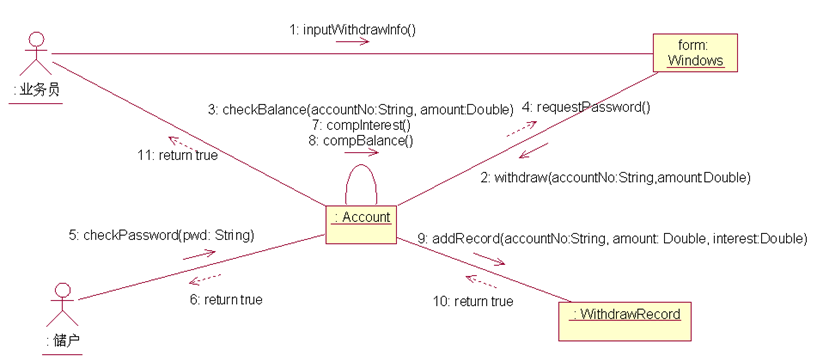 1: inputWithdrawInfo()
form:
Windows
: 业务员
3: checkBalance(accountNo:String, amount:Double)
4: requestPassword()
7: compInterest()
8: compBalance()
11: return true
2: withdraw(accountNo:String,amount:Double)
: Account
5: checkPassword(pwd: String)
9: addRecord(accountNo:String, amount: Double, interest:Double)
6: return true
10: return true
: WithdrawRecord
: 储户